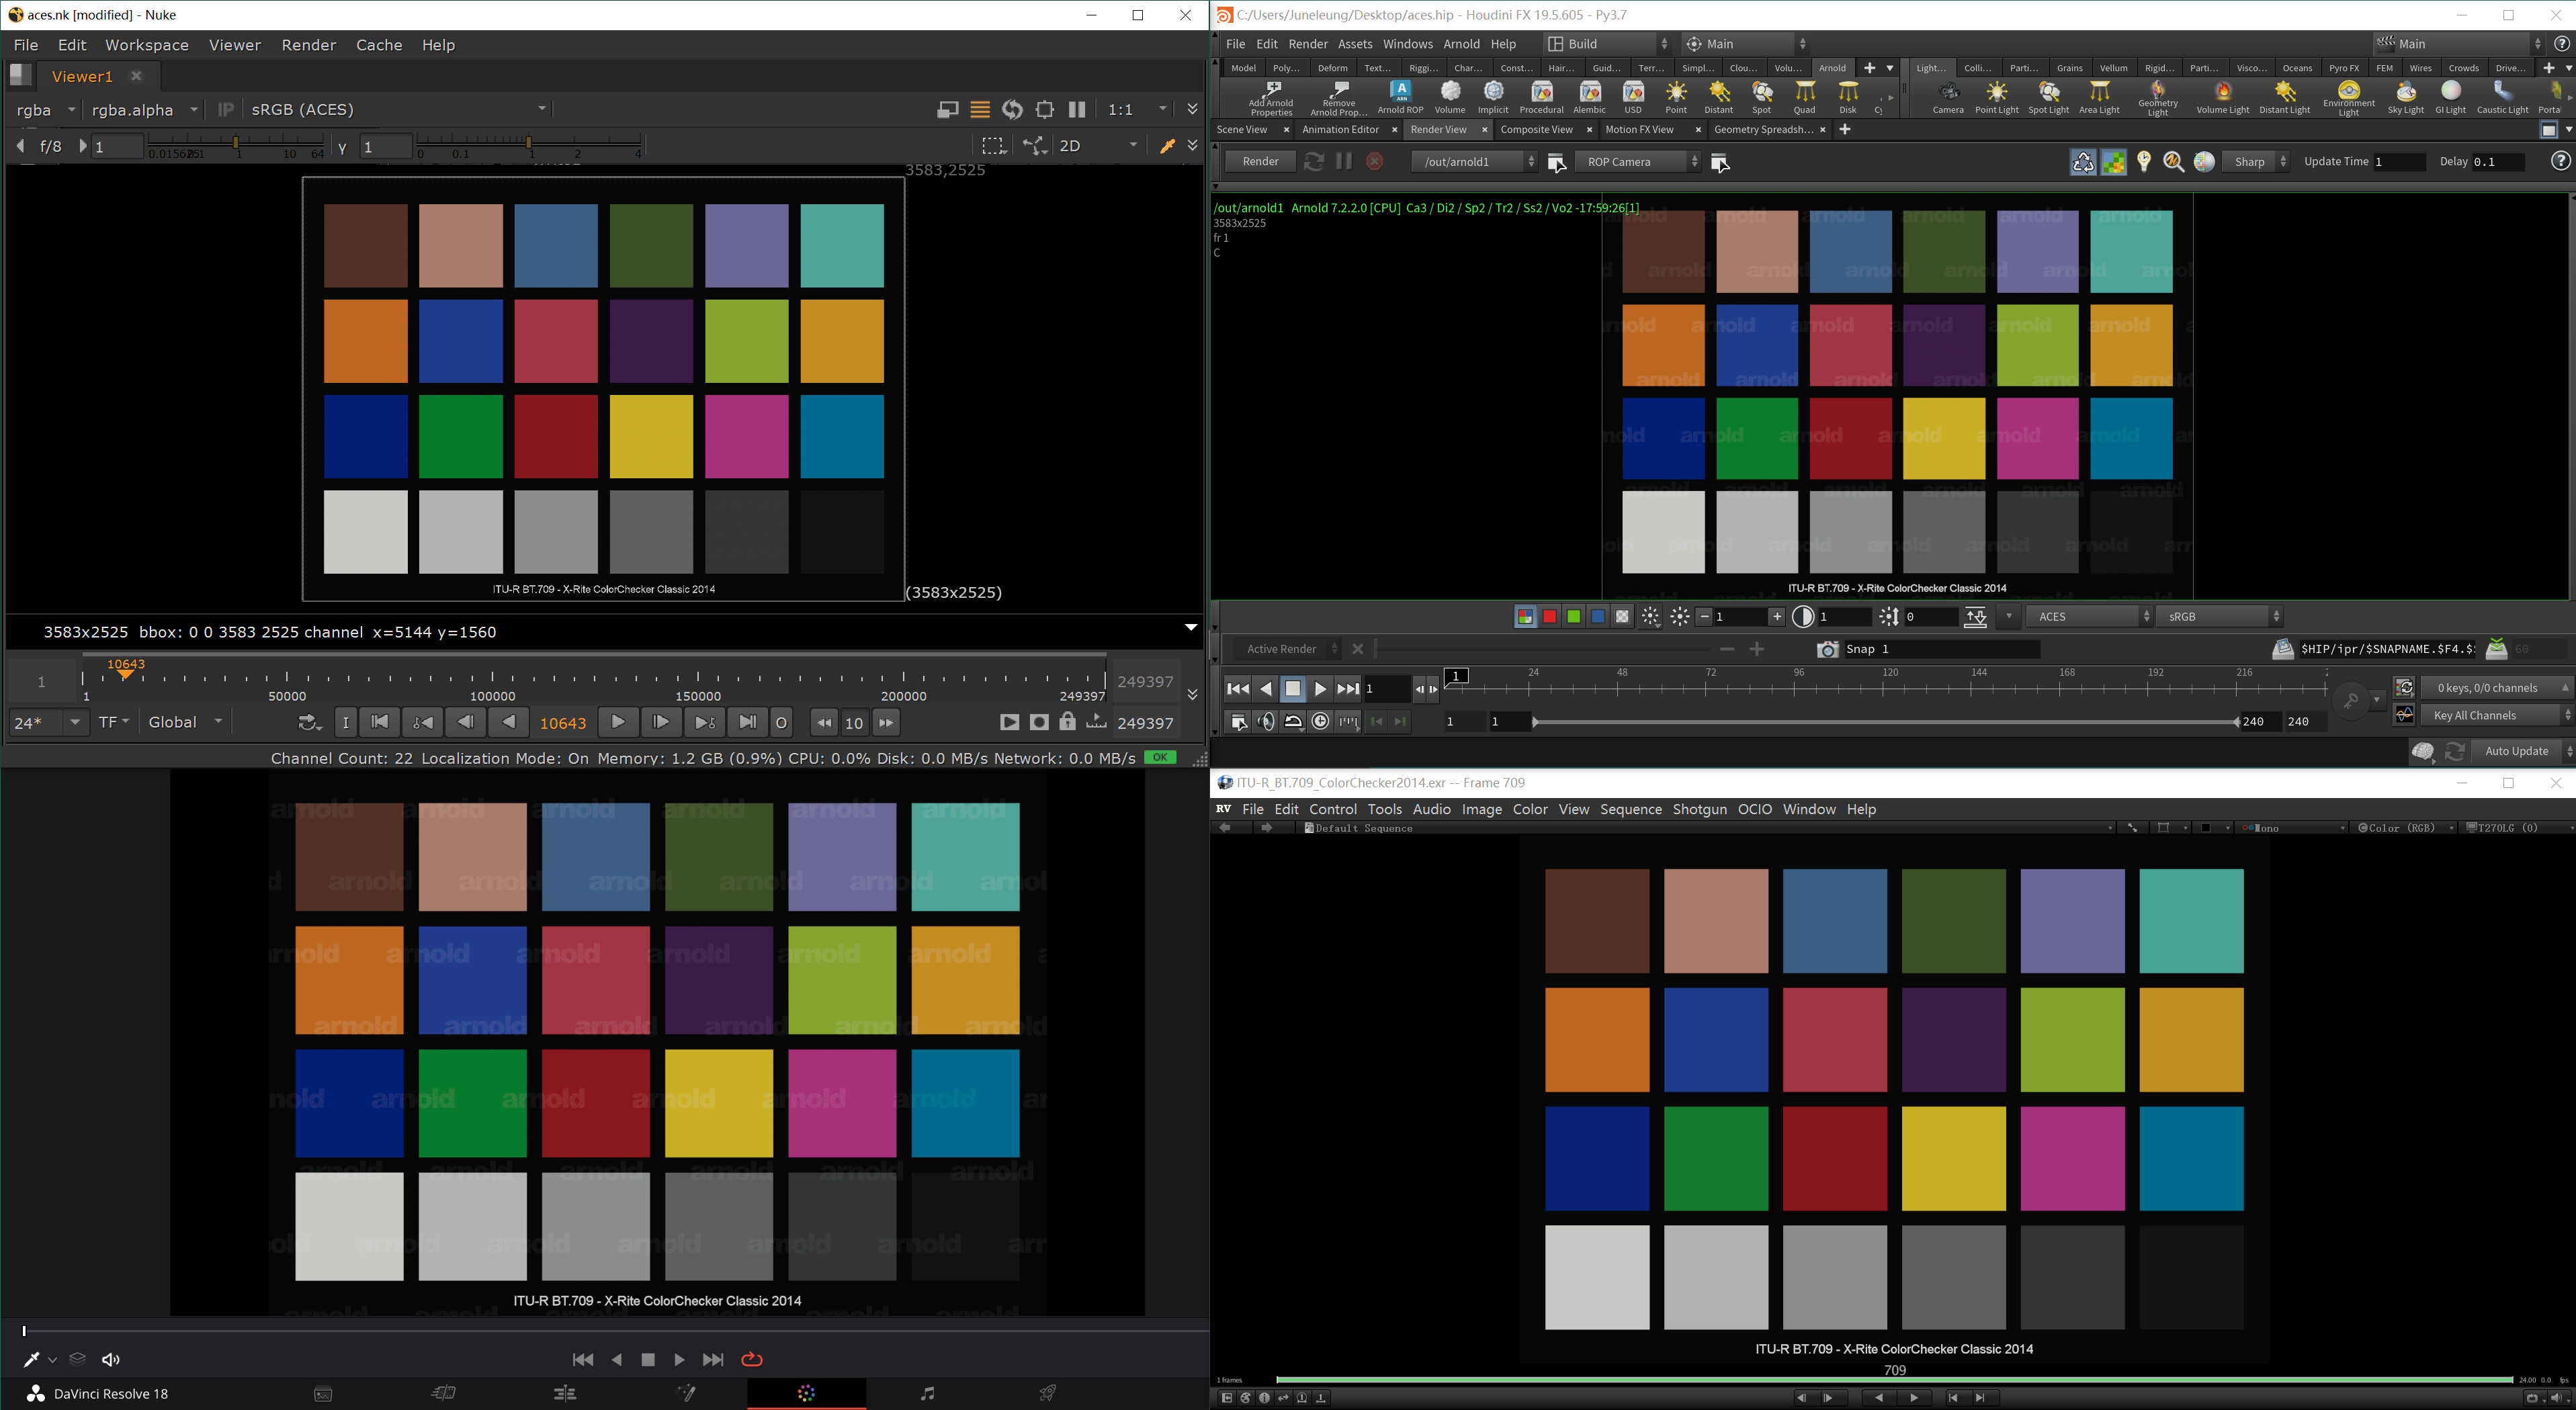 aces.nk [modified] - Nuke
File Edit Workspace Viewer Render Cache Help
Viewer1
rgba rgba.alpha IP sRGB (ACES) 1:1
f/8 1 1 10 64 γ 1 0 0.1 1 2 4 2D
3583,2525
ITU-R BT.709 - X-Rite ColorChecker Classic 2014
(3583x2525)
3583x2525 bbox: 0 0 3583 2525 channel x=5144 y=1560
1 10643 249397
1 50000 100000 150000 200000 249397
24* TF Global I 10643 O 10 249397
Channel Count: 22 Localization Mode: On Memory: 1.2 GB (0.9%) CPU: 0.0% Disk: 0.0 MB/s Network: 0.0 MB/s OK
C:/Users/Juneleung/Desktop/aces.hip - Houdini FX 19.5.605 - Py3.7
File Edit Render Assets Windows Arnold Help Build Main Main
Model Poly... Deform Text... Riggi... Char... Const... Hair... Guid... Terr... Simpl... Clou... Volu... Arnold Light... Colli... Parti... Grains Vellum Rigid... Parti... Visco... Oceans Pyro FX FEM Wires Crowds Drive...
Add Arnold Properties Remove Arnold Prop... Arnold ROP Volume Implicit Procedural Alembic USD Point Distant Spot Quad Disk Camera Point Light Spot Light Area Light Geometry Light Volume Light Distant Light Environment Light Sky Light GI Light Caustic Light Porta
Scene View Animation Editor Render View Composite View Motion FX View Geometry Spreadsh...
Render /out/arnold1 ROP Camera Sharp Update Time 1 Delay 0.1
/out/arnold1 Arnold 7.2.2.0 [CPU] Ca3 / Di2 / Sp2 / Tr2 / Ss2 / Vo2 -17:59:26[1]
3583x2525
fr 1
C
arnold arnold arnold arnold arnold arnold
ITU-R BT.709 - X-Rite ColorChecker Classic 2014
1 1 0 ACES sRGB
Active Render Snap 1 $HIP/ipr/$SNAPNAME.$F4. 60
1 1 24 48 72 96 120 144 168 192 216 0 keys, 0/0 channels
1 1 240 240 Key All Channels
Auto Update
arnold arnold arnold arnold arnold arnold
ITU-R BT.709 - X-Rite ColorChecker Classic 2014
DaVinci Resolve 18
ITU-R_BT.709_ColorChecker2014.exr -- Frame 709
RV File Edit Control Tools Audio Image Color View Sequence Shotgun OCIO Window Help
Default Sequence Mono Color (RGB) T270LG (0)
ITU-R BT.709 - X-Rite ColorChecker Classic 2014
709
1 frames 24.00 0.0 fps